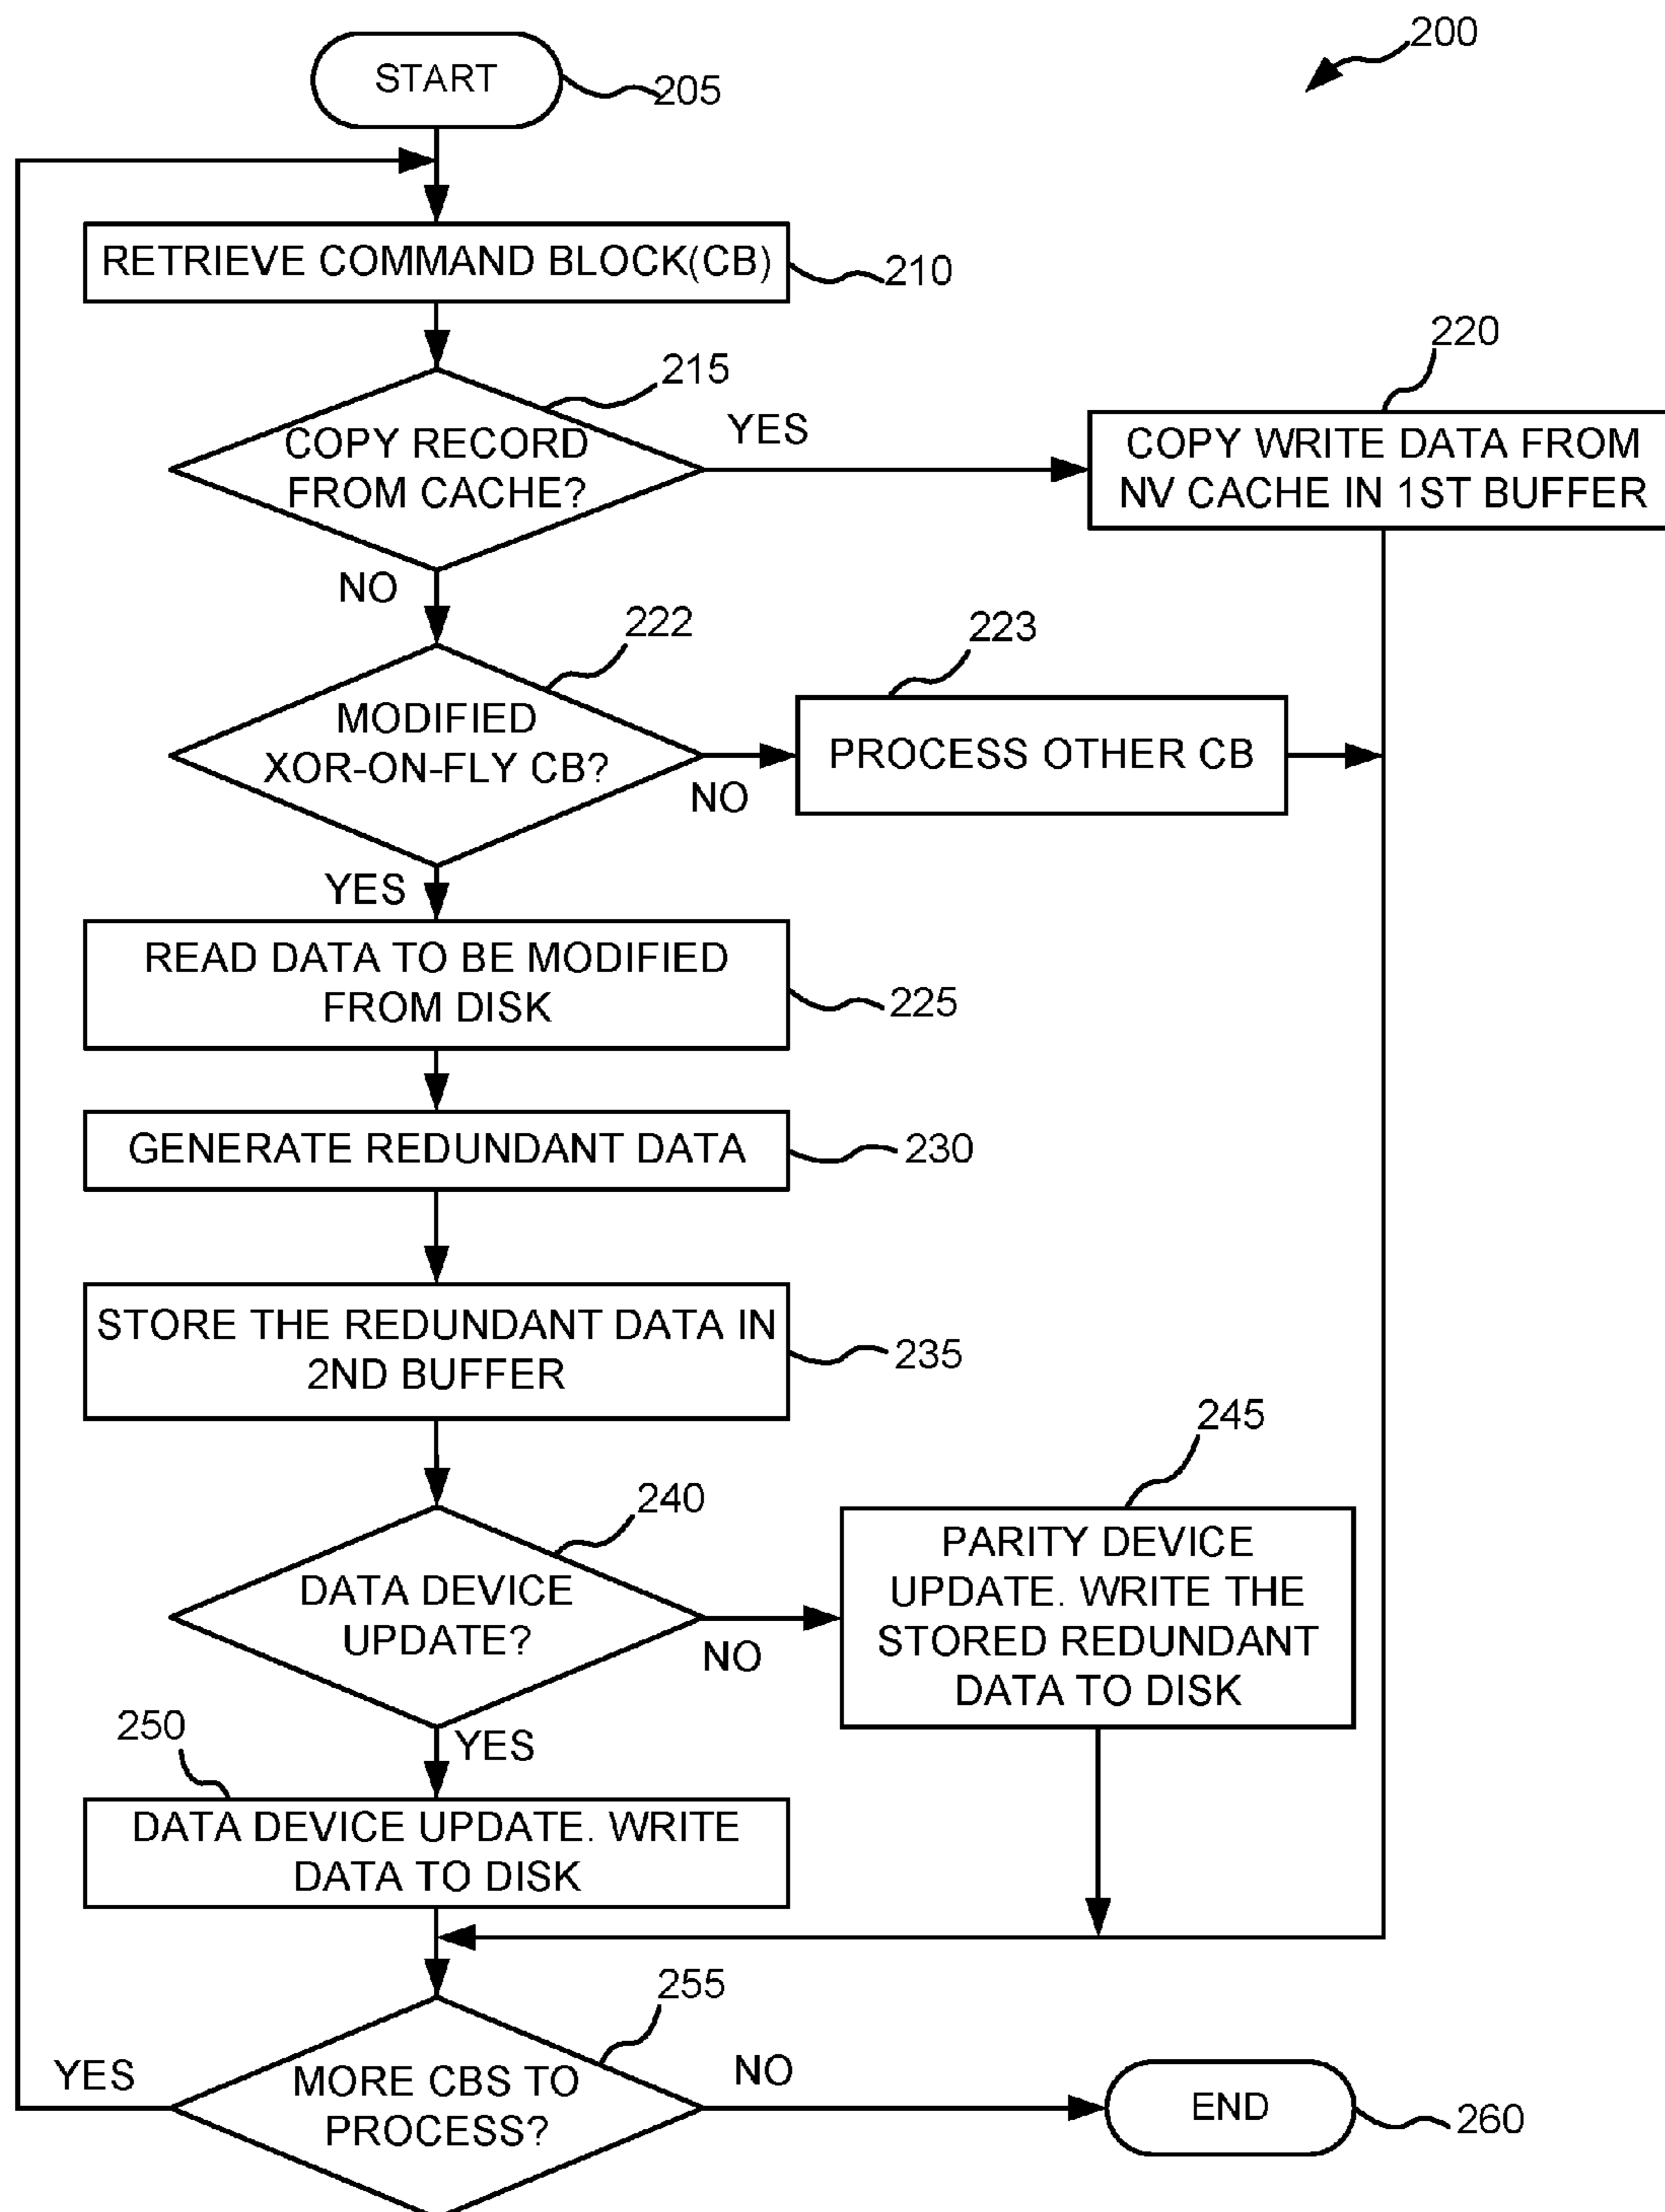 200
START
205
RETRIEVE COMMAND BLOCK(CB)
210
215
COPY RECORD
FROM CACHE?
YES
220
COPY WRITE DATA FROM
NV CACHE IN 1ST BUFFER
NO
222
MODIFIED
XOR-ON-FLY CB?
NO
223
PROCESS OTHER CB
YES
READ DATA TO BE MODIFIED
FROM DISK
225
GENERATE REDUNDANT DATA
230
STORE THE REDUNDANT DATA IN
2ND BUFFER
235
240
DATA DEVICE
UPDATE?
NO
245
PARITY DEVICE
UPDATE. WRITE THE
STORED REDUNDANT
DATA TO DISK
YES
250
DATA DEVICE UPDATE. WRITE
DATA TO DISK
255
MORE CBS TO
PROCESS?
YES
NO
END
260